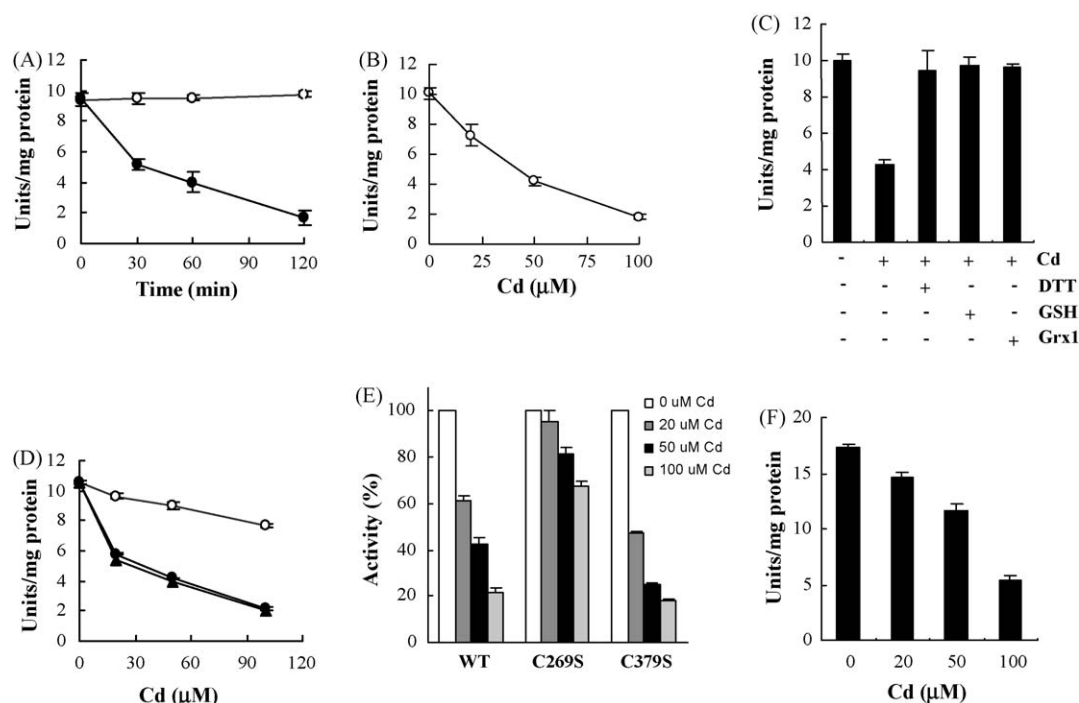 (A)
12
10
8
6
4
2
0
Units/mg protein
0 30 60 90 120
Time (min)
(B)
12
10
8
6
4
2
0
Units/mg protein
0 25 50 75 100
Cd (µM)
(C)
12
10
8
6
4
2
0
Units/mg protein
- + + + + Cd
- - + - - DTT
- - - + - GSH
- - - - + Grx1
(D)
12
10
8
6
4
2
0
Units/mg protein
0 30 60 90 120
Cd (µM)
(E)
100
80
60
40
20
0
Activity (%)
0 uM Cd
20 uM Cd
50 uM Cd
100 uM Cd
WT C269S C379S
(F)
20
15
10
5
0
Units/mg protein
0 20 50 100
Cd (µM)